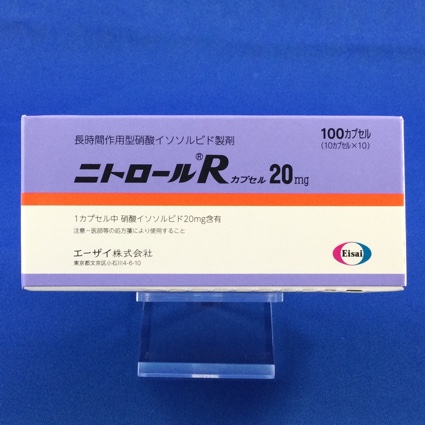 長時間作用型硝酸イソソルビド製剤
100カプセル
(10カプセル×10)
ニトロール®Rカプセル 20mg
1カプセル中 硝酸イソソルビド20mg含有
注意−医師等の処方箋により使用すること
エーザイ株式会社
東京都文京区小石川4-6-10
Eisai